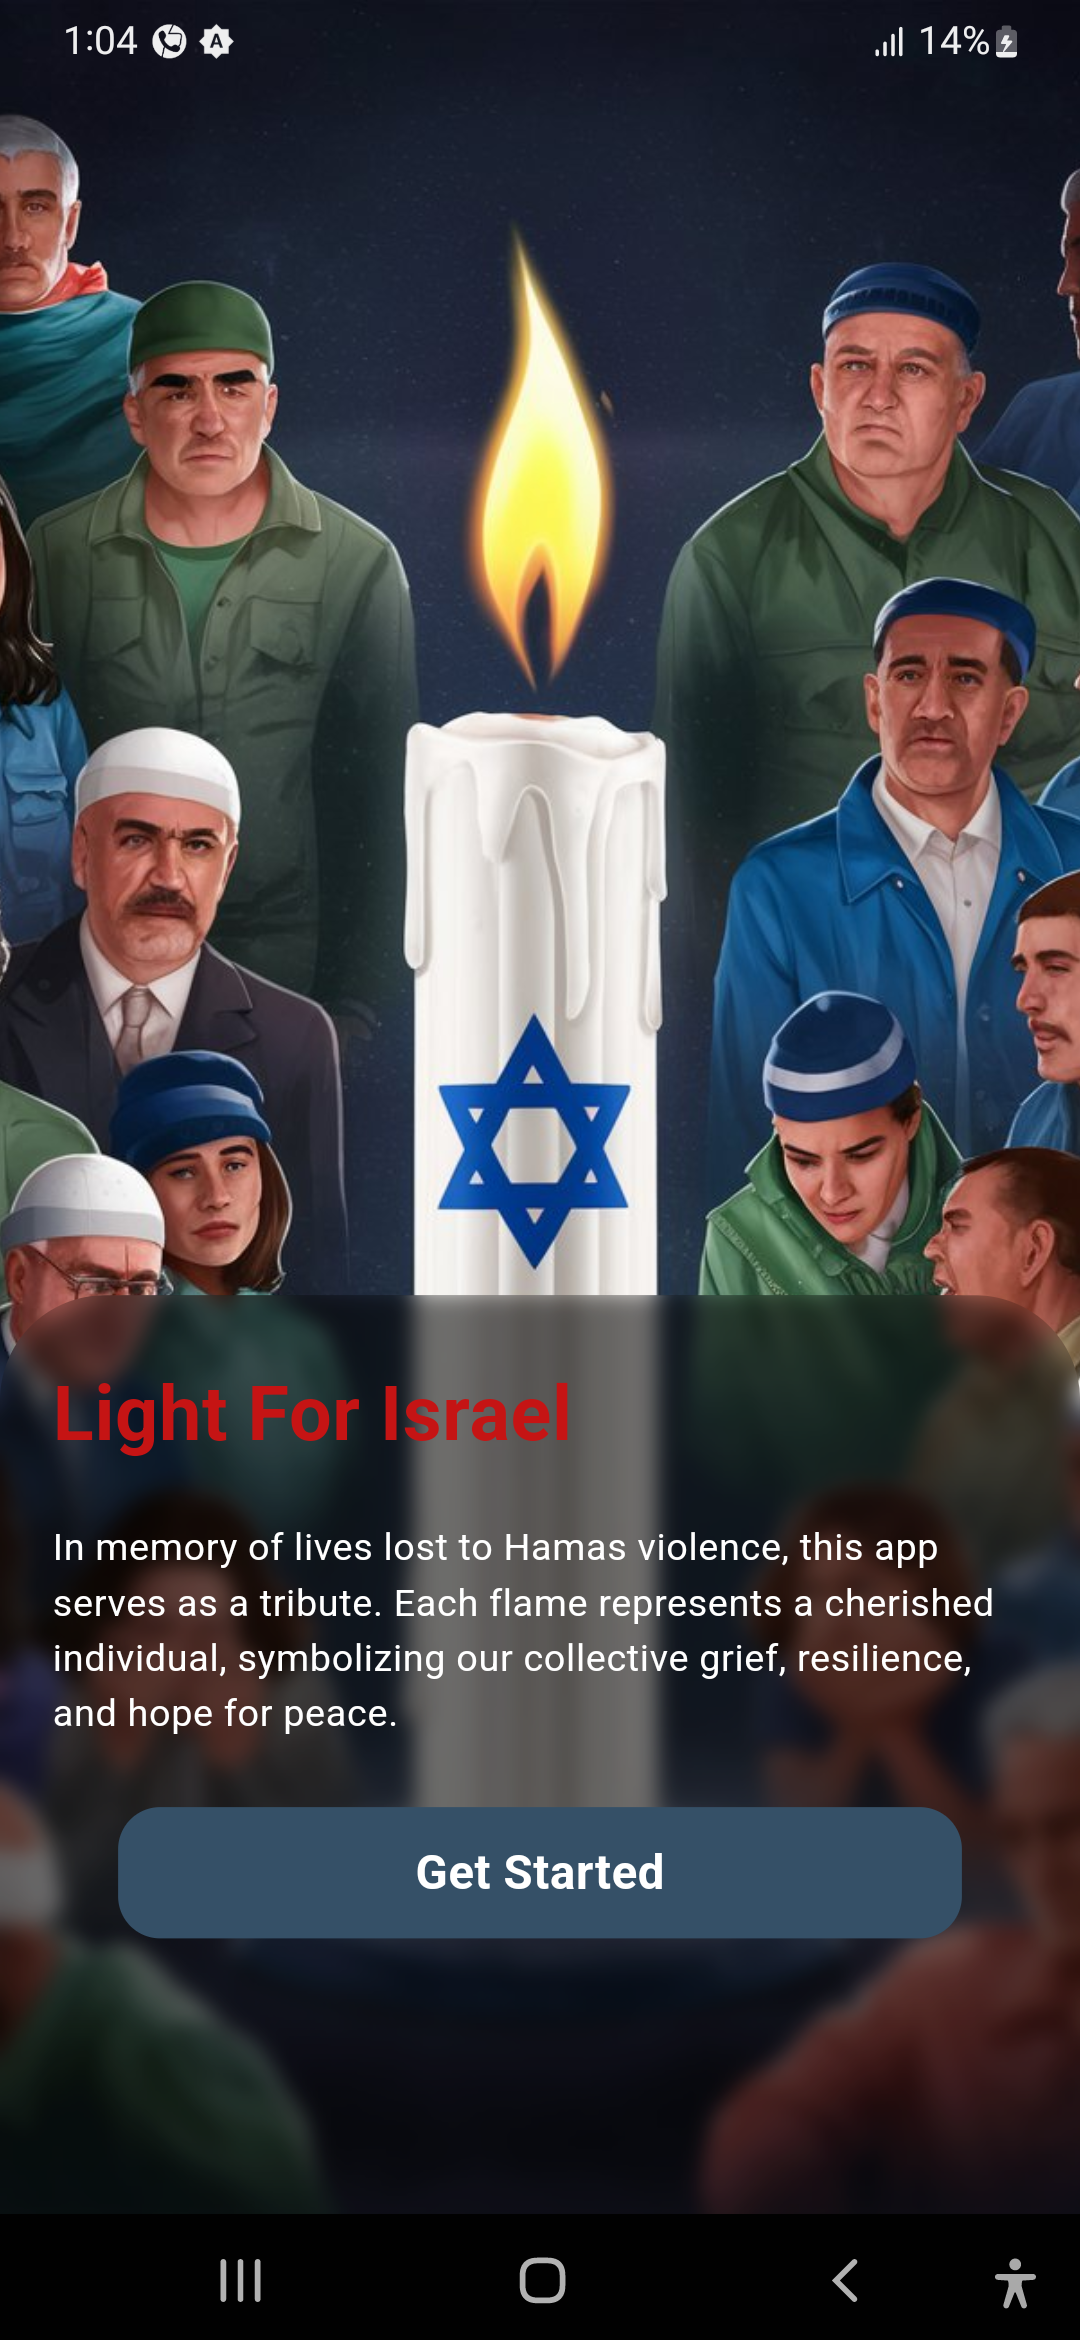 1:04 A 14%
Light For Israel
In memory of lives lost to Hamas violence, this app
serves as a tribute. Each flame represents a cherished
individual, symbolizing our collective grief, resilience,
and hope for peace.
Get Started